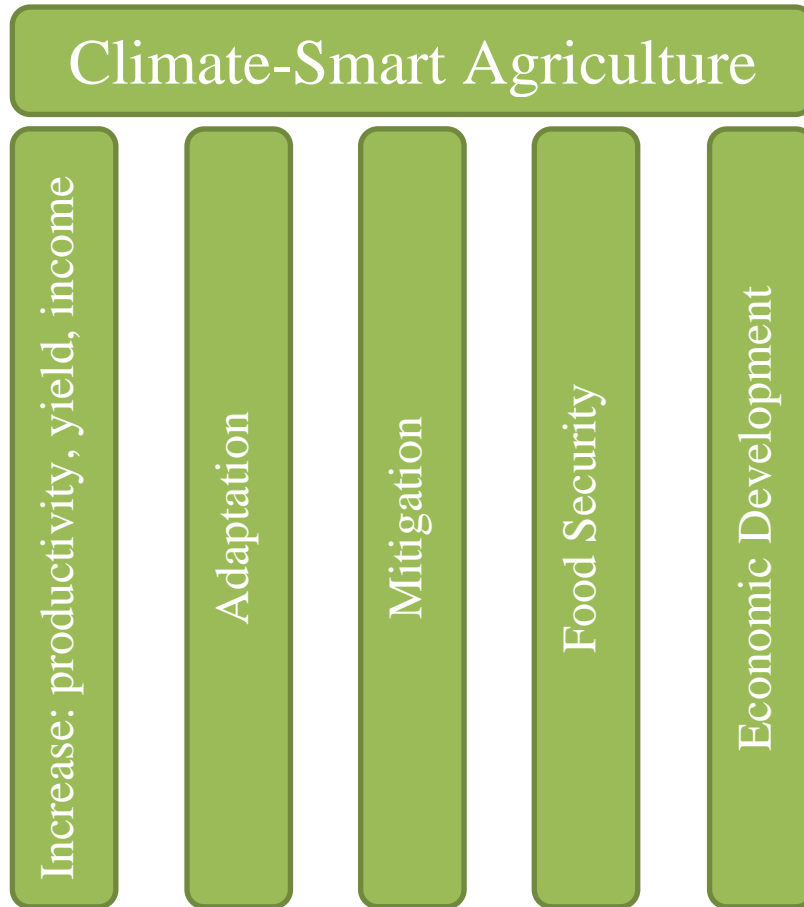 Climate-Smart Agriculture
Increase: productivity, yield, income
Adaptation
Mitigation
Food Security
Economic Development